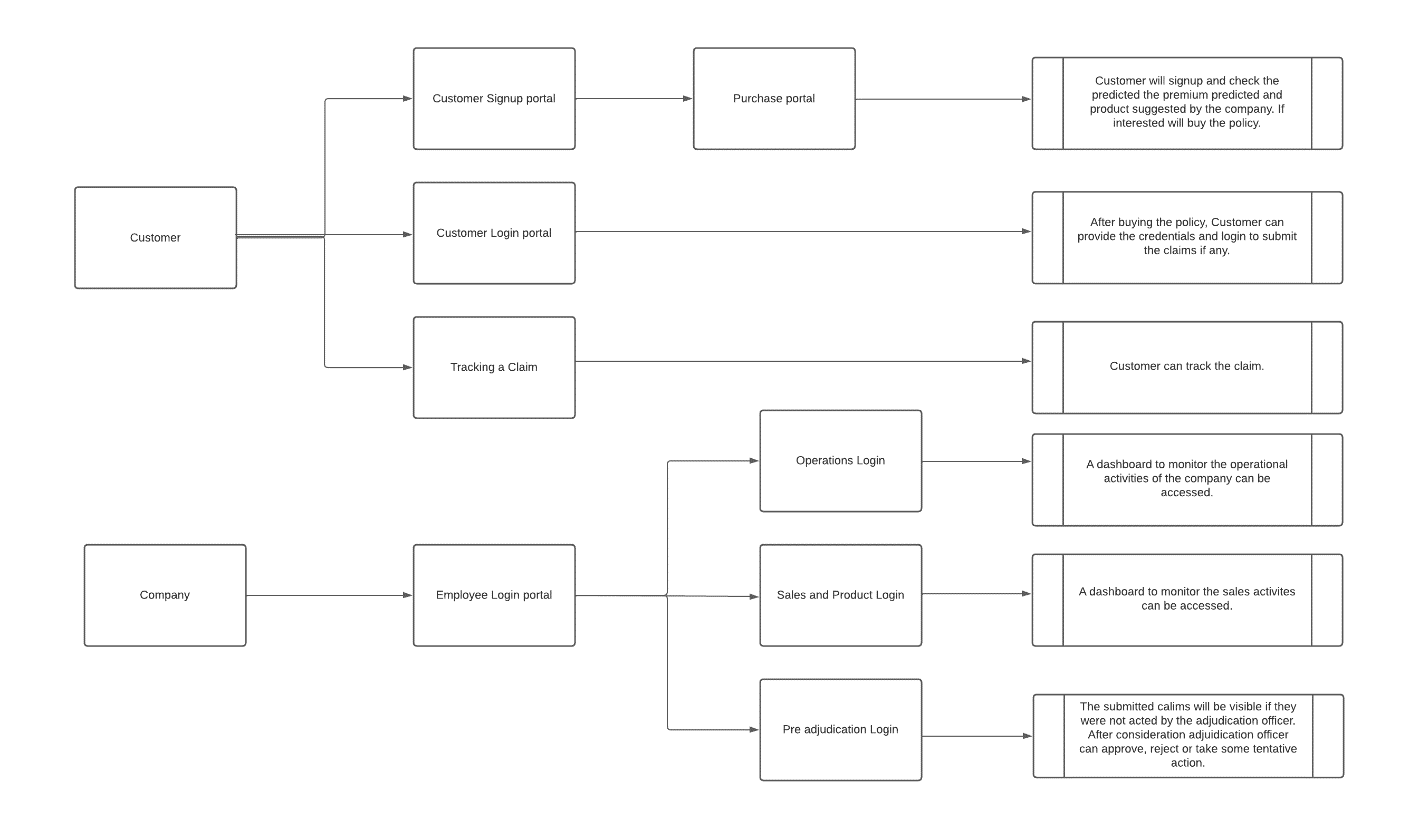 Customer
Customer Signup portal
Purchase portal
Customer will signup and check the
predicted the premium predicted and
product suggested by the company. If
interested will buy the policy.
Customer Login portal
After buying the policy, Customer can
provide the credentials and login to submit
the claims if any.
Tracking a Claim
Customer can track the claim.
Company
Employee Login portal
Operations Login
A dashboard to monitor the operational
activities of the company can be
accessed.
Sales and Product Login
A dashboard to monitor the sales activites
can be accessed.
Pre adjudication Login
The submitted calims will be visible if they
were not acted by the adjudication officer.
After consideration adjuidication officer
can approve, reject or take some tentative
action.